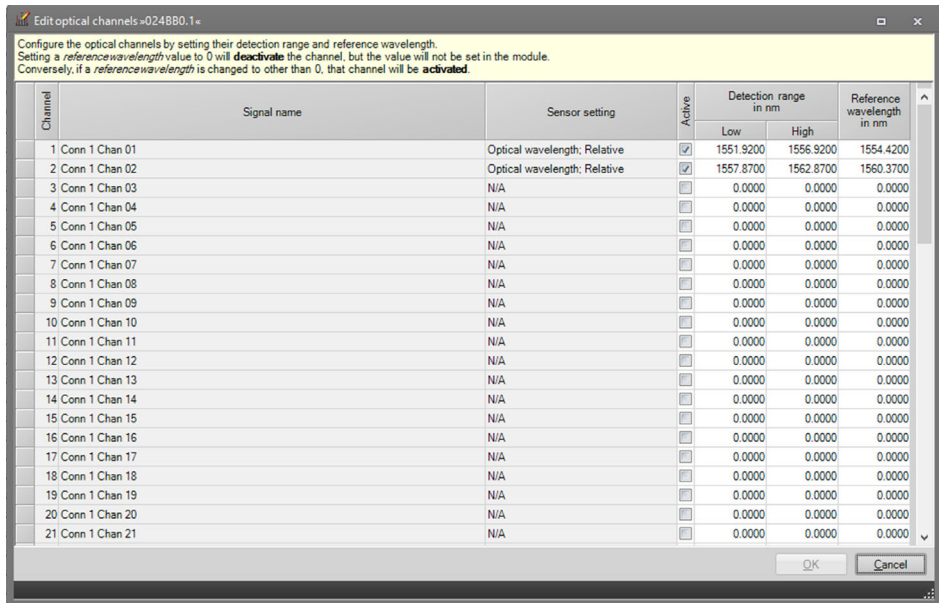 Edit optical channels »024BB0.1«
Configure the optical channels by setting their detection range and reference wavelength.
Setting a reference wavelength value to 0 will deactivate the channel, but the value will not be set in the module.
Conversely, if a reference wavelength is changed to other than 0, that channel will be activated.
Channel Signal name Sensor setting Active Detection range in nm Low High Reference wavelength in nm
1 Conn 1 Chan 01 Optical wavelength; Relative 1551.9200 1556.9200 1554.4200
2 Conn 1 Chan 02 Optical wavelength; Relative 1557.8700 1562.8700 1560.3700
3 Conn 1 Chan 03 N/A 0.0000 0.0000 0.0000
4 Conn 1 Chan 04 N/A 0.0000 0.0000 0.0000
5 Conn 1 Chan 05 N/A 0.0000 0.0000 0.0000
6 Conn 1 Chan 06 N/A 0.0000 0.0000 0.0000
7 Conn 1 Chan 07 N/A 0.0000 0.0000 0.0000
8 Conn 1 Chan 08 N/A 0.0000 0.0000 0.0000
9 Conn 1 Chan 09 N/A 0.0000 0.0000 0.0000
10 Conn 1 Chan 10 N/A 0.0000 0.0000 0.0000
11 Conn 1 Chan 11 N/A 0.0000 0.0000 0.0000
12 Conn 1 Chan 12 N/A 0.0000 0.0000 0.0000
13 Conn 1 Chan 13 N/A 0.0000 0.0000 0.0000
14 Conn 1 Chan 14 N/A 0.0000 0.0000 0.0000
15 Conn 1 Chan 15 N/A 0.0000 0.0000 0.0000
16 Conn 1 Chan 16 N/A 0.0000 0.0000 0.0000
17 Conn 1 Chan 17 N/A 0.0000 0.0000 0.0000
18 Conn 1 Chan 18 N/A 0.0000 0.0000 0.0000
19 Conn 1 Chan 19 N/A 0.0000 0.0000 0.0000
20 Conn 1 Chan 20 N/A 0.0000 0.0000 0.0000
21 Conn 1 Chan 21 N/A 0.0000 0.0000 0.0000
OK Cancel